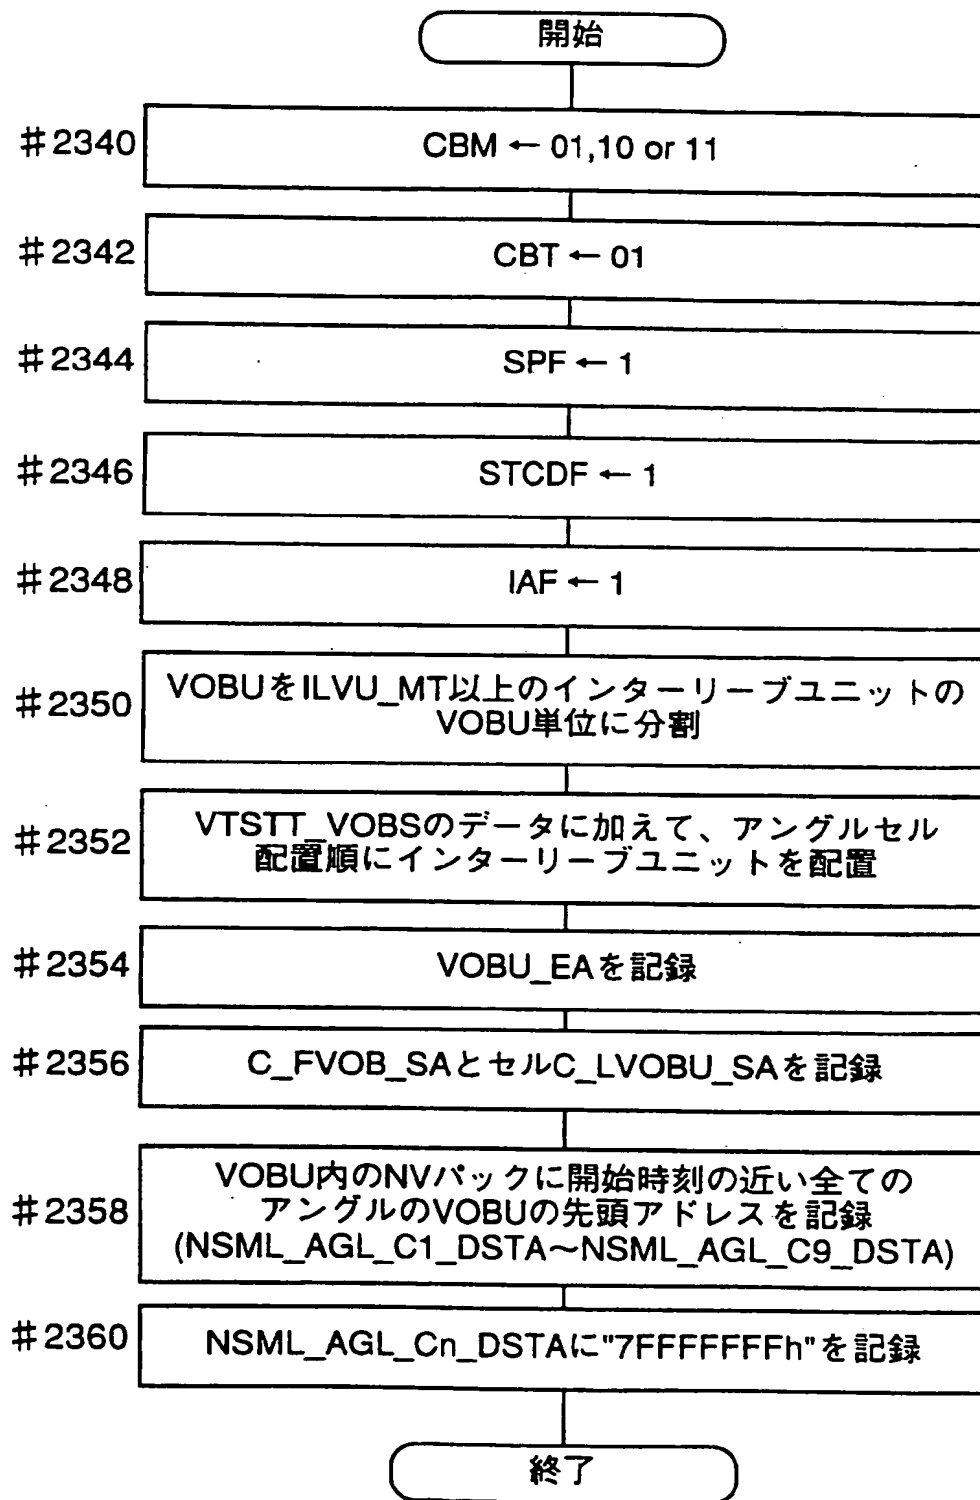 開始
#2340
CBM ← 01,10 or 11
#2342
CBT ← 01
#2344
SPF ← 1
#2346
STCDF ← 1
#2348
IAF ← 1
#2350
VOBUをILVU_MT以上のインターリーブユニットの
VOBU単位に分割
#2352
VTSTT_VOBSのデータに加えて、アングルセル
配置順にインターリーブユニットを配置
#2354
VOBU_EAを記録
#2356
C_FVOB_SAとセルC_LVOBU_SAを記録
#2358
VOBU内のNVパックに開始時刻の近い全ての
アングルのVOBUの先頭アドレスを記録
(NSML_AGL_C1_DSTA～NSML_AGL_C9_DSTA)
#2360
NSML_AGL_Cn_DSTAに"7FFFFFFFh"を記録
終了